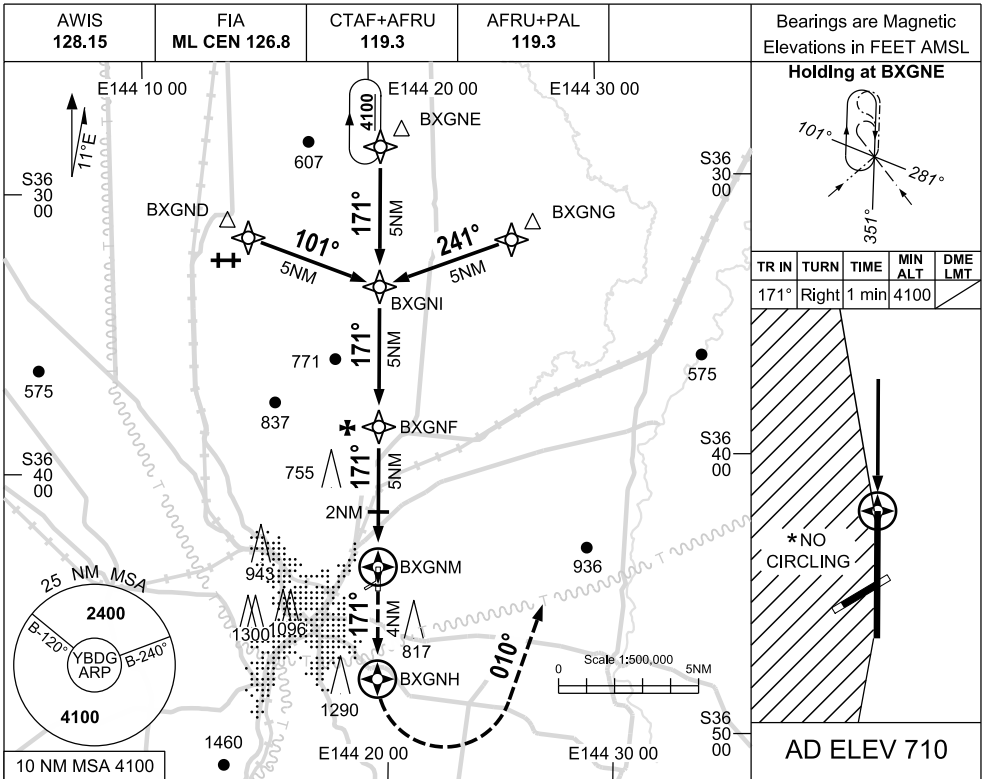 AWIS
128.15
FIA
ML CEN 126.8
CTAF+AFRU
119.3
AFRU+PAL
119.3
Bearings are Magnetic
Elevations in FEET AMSL
E144 10 00
E144 20 00
E144 30 00
11°E
4100
BXGNE
607
S36
30
00
S36
30
00
171°
5NM
BXGND
BXGNG
101°
5NM
241°
5NM
BXGNI
171°
5NM
771
575
575
837
BXGNF
755
171°
5NM
2NM
S36
40
00
S36
40
00
T
T
T
T
BXGNM
936
943
171°
4NM
1300
1096
817
BXGNH
010°
1290
1460
25 NM MSA
2400
B-120°
B-240°
YBDG
ARP
4100
10 NM MSA 4100
Scale 1:500,000
0
5NM
E144 20 00
E144 30 00
S36
50
00
Holding at BXGNE
101°
281°
351°
TR IN
TURN
TIME
MIN
ALT
DME
LMT
171°
Right
1 min
4100
*NO
CIRCLING
AD ELEV 710